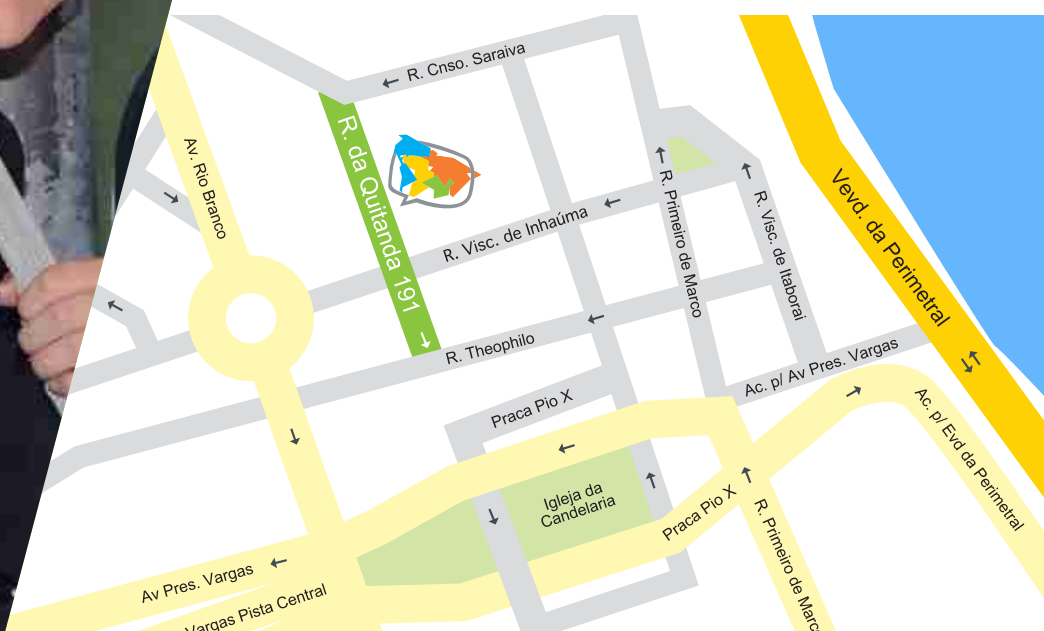 R. Cnso. Saraiva
R. da Quitanda 191
Av. Rio Branco
R. Visc. de Inhaúma
R. Primeiro de Marco
R. Visc. de Itaborai
Vevd. da Perimetral
R. Theophilo
Ac. p/ Av Pres. Vargas
Praca Pio X
Ac. p/ Evd da Perimetral
Igleja da
Candelaria
Praca Pio X
R. Primeiro de Marc
Av Pres. Vargas
Vargas Pista Central